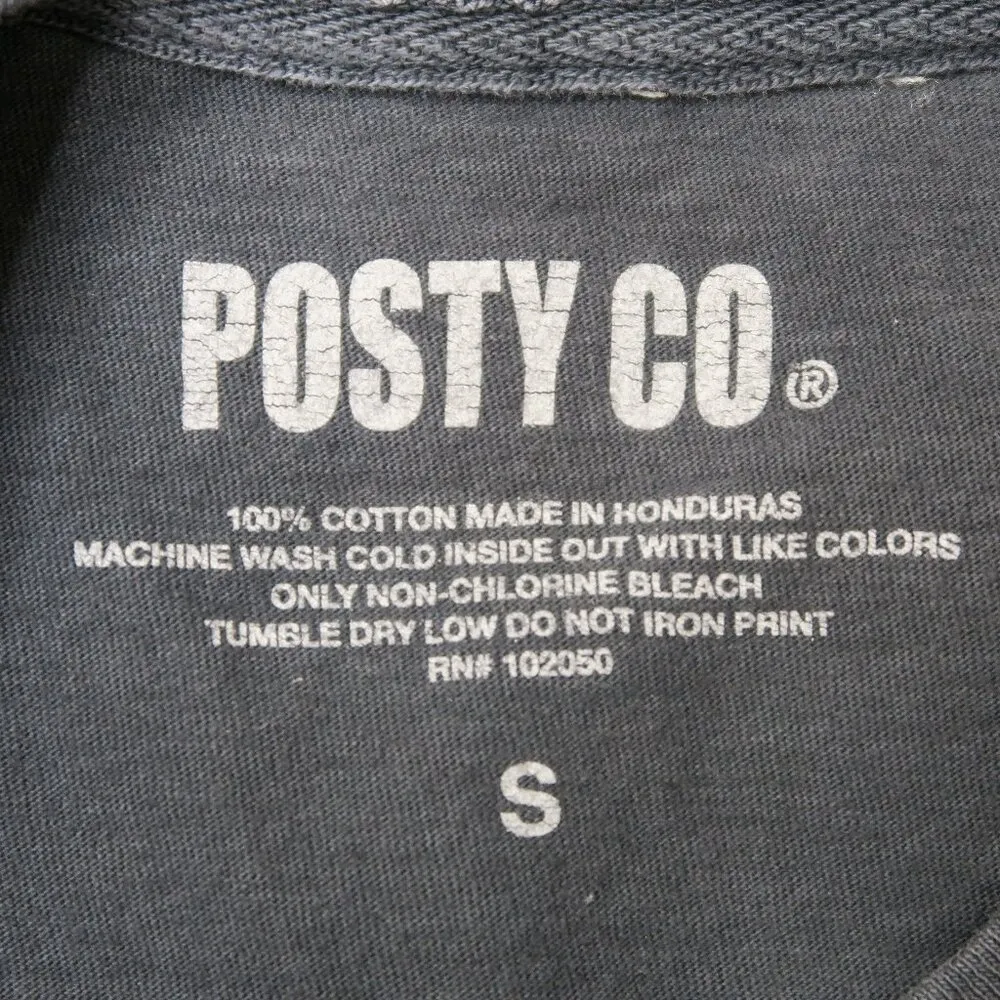 POSTY CO®
100% COTTON MADE IN HONDURAS
MACHINE WASH COLD INSIDE OUT WITH LIKE COLORS
ONLY NON-CHLORINE BLEACH
TUMBLE DRY LOW DO NOT IRON PRINT
RN# 102050
S